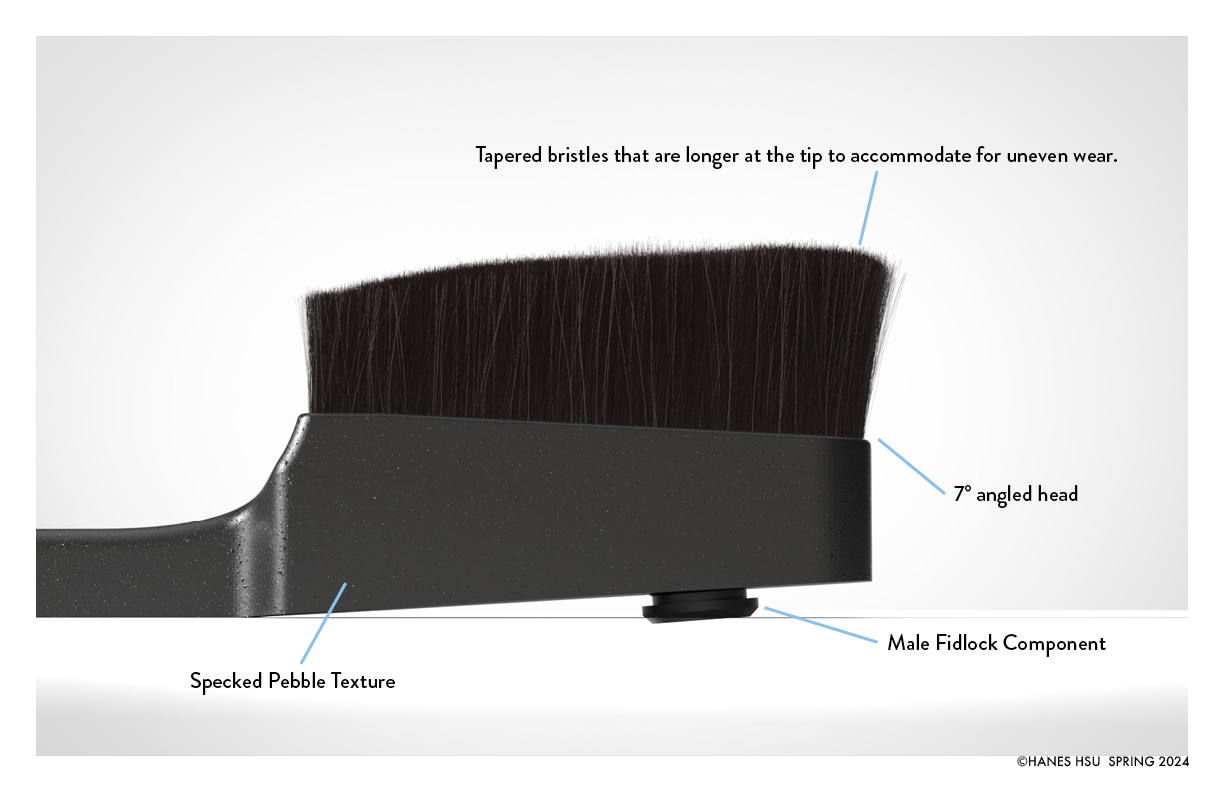 Tapered bristles that are longer at the tip to accommodate for uneven wear.
7° angled head
Male Fidlock Component
Specked Pebble Texture
©HANES HSU SPRING 2024